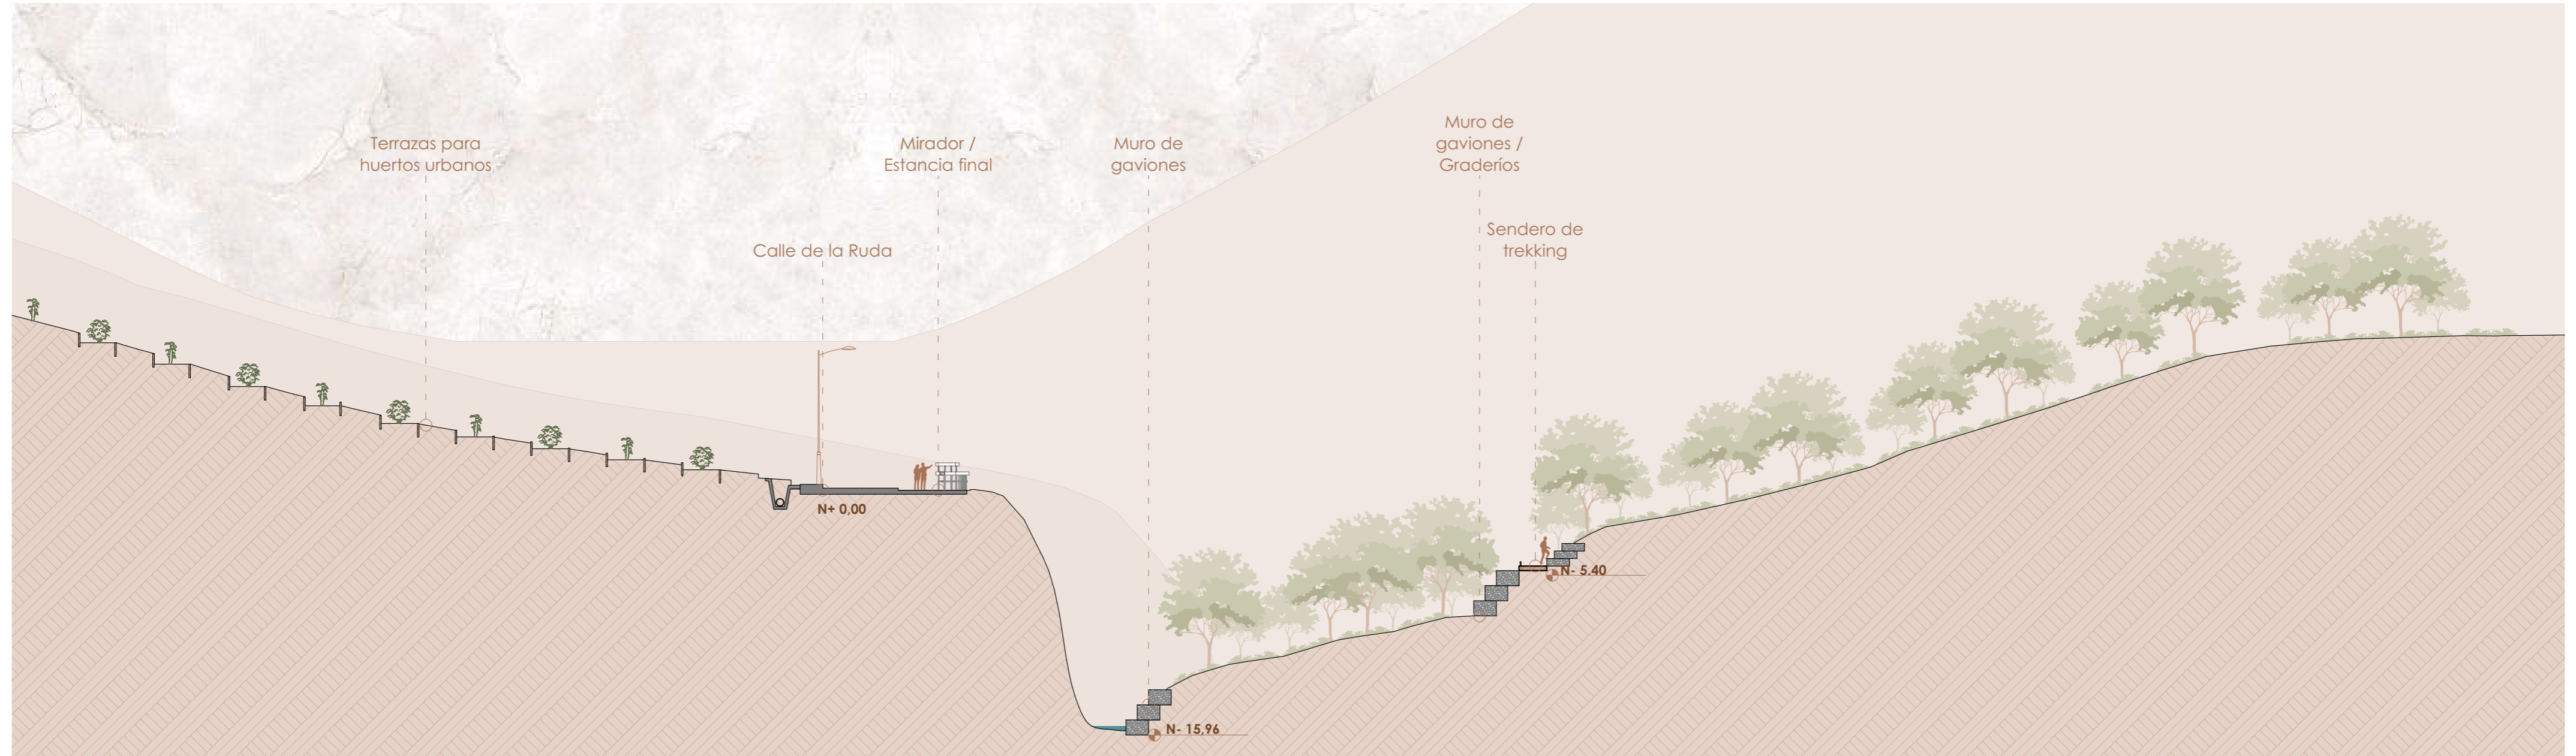 Terrazas para
huertos urbanos
Calle de la Ruda
Mirador /
Estancia final
Muro de
gaviones
Muro de
gaviones /
Graderíos
Sendero de
trekking
N+ 0,00
N- 5.40
N- 15,96